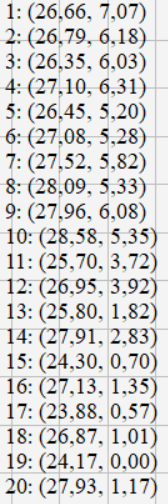 1: (26,66, 7,07)
2: (26,79, 6,18)
3: (26,35, 6,03)
4: (27,10, 6,31)
5: (26,45, 5,20)
6: (27,08, 5,28)
7: (27,52, 5,82)
8: (28,09, 5,33)
9: (27,96, 6,08)
10: (28,58, 5,35)
11: (25,70, 3,72)
12: (26,95, 3,92)
13: (25,80, 1,82)
14: (27,91, 2,83)
15: (24,30, 0,70)
16: (27,13, 1,35)
17: (23,88, 0,57)
18: (26,87, 1,01)
19: (24,17, 0,00)
20: (27,93, 1,17)